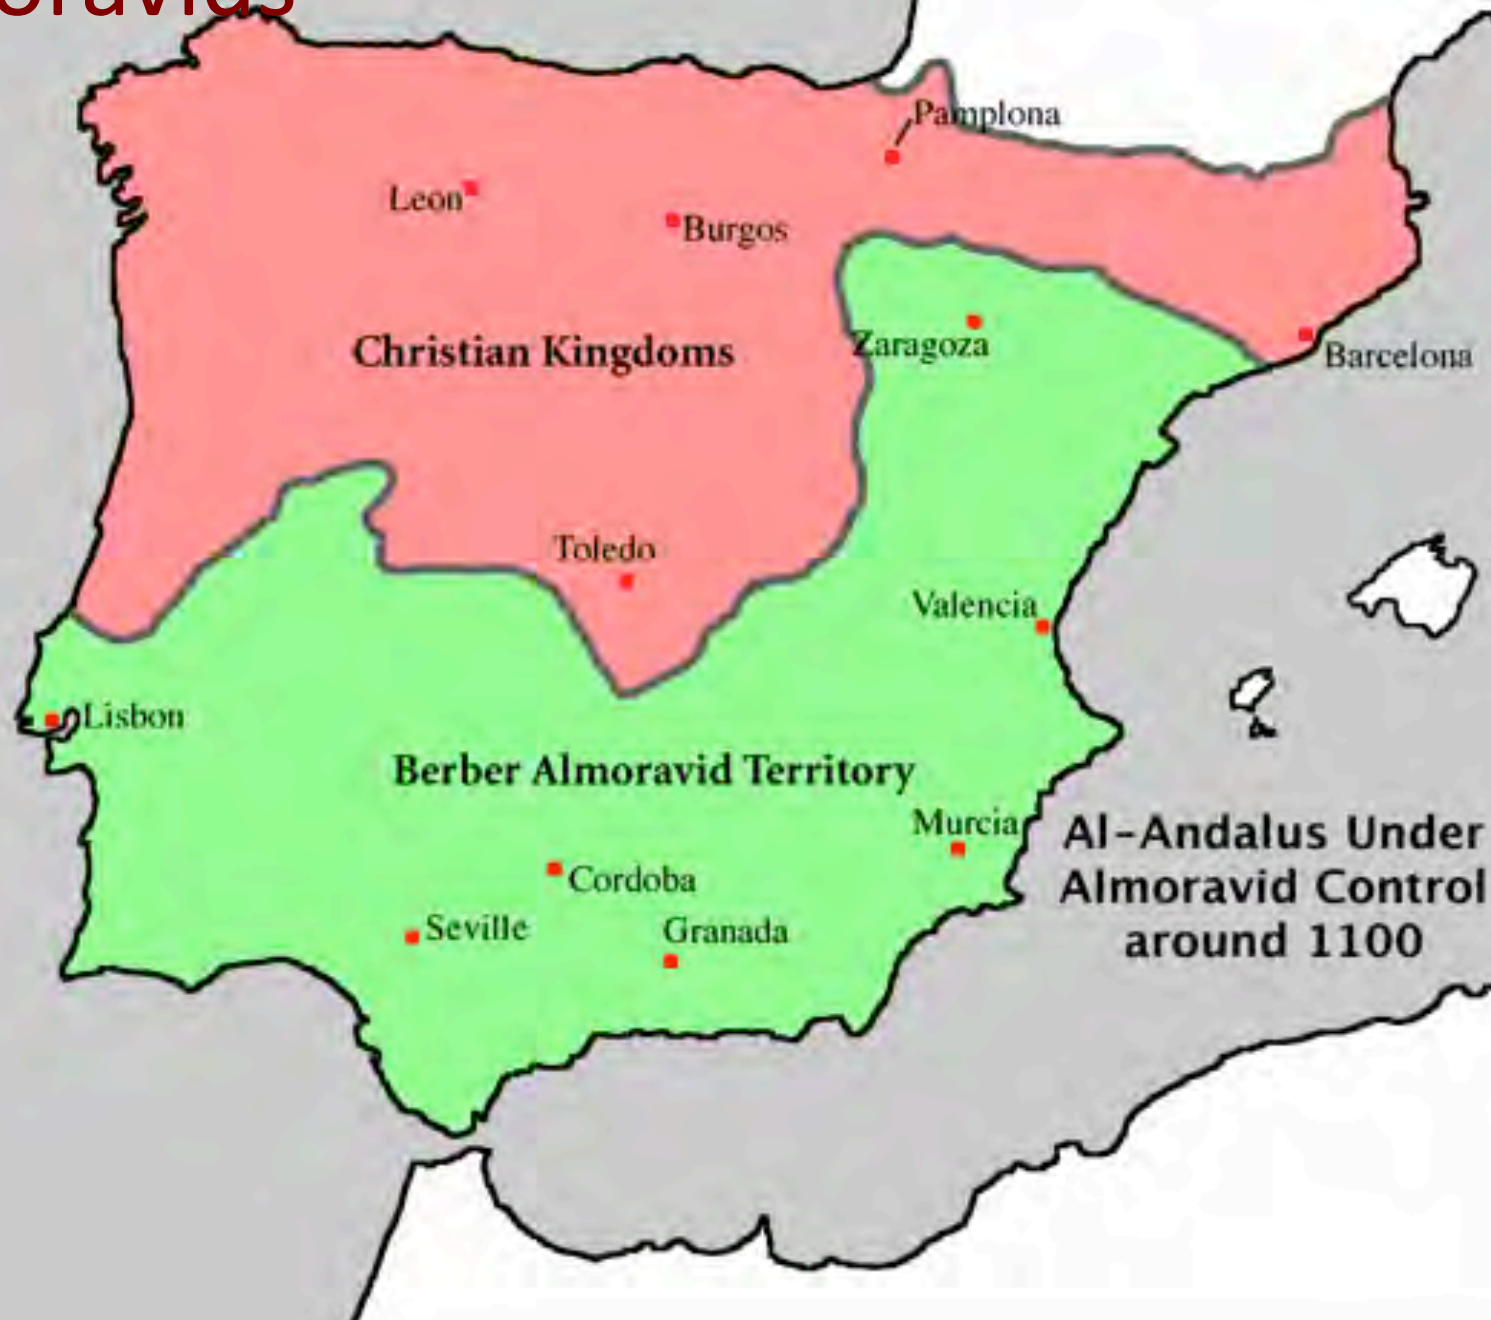 Pamplona
Leon
Burgos
Christian Kingdoms
Zaragoza
Barcelona
Toledo
Valencia
Lisbon
Berber Almoravid Territory
Murcia
Al-Andalus Under
Almoravid Control
around 1100
Cordoba
Seville
Granada